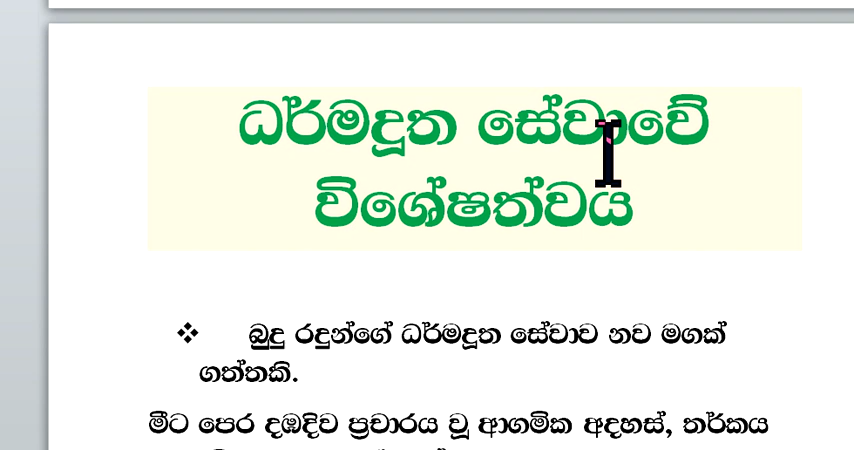 ධර්මදූත සේවාවේ
විශේෂත්වය
❖ බුදු රදුන්ගේ ධර්මදූත සේවාව නව මගක්
ගත්තකි.
මීට පෙර දඹදිව ප්‍රචාරය වූ ආගමික අදහස්, තර්කය